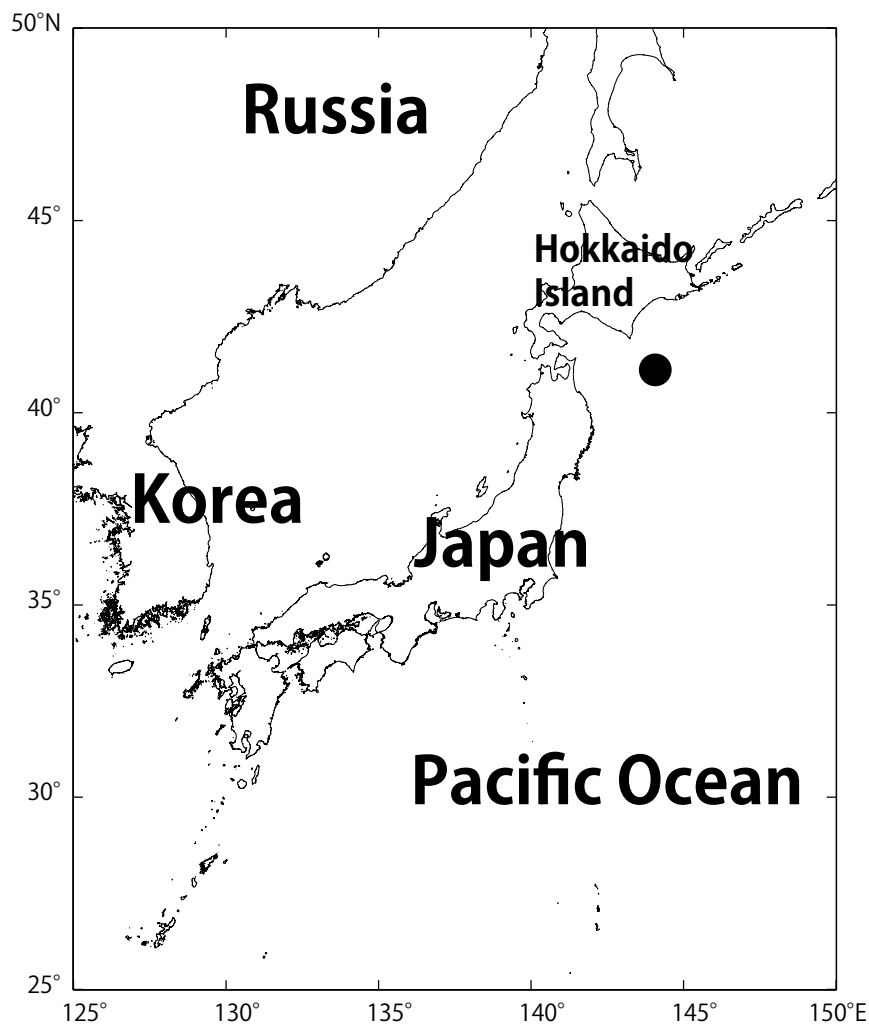 50°N
Russia
45°
Hokkaido
Island
40°
Korea
Japan
35°
Pacific Ocean
30°
25°
125°
130°
135°
140°
145°
150°E